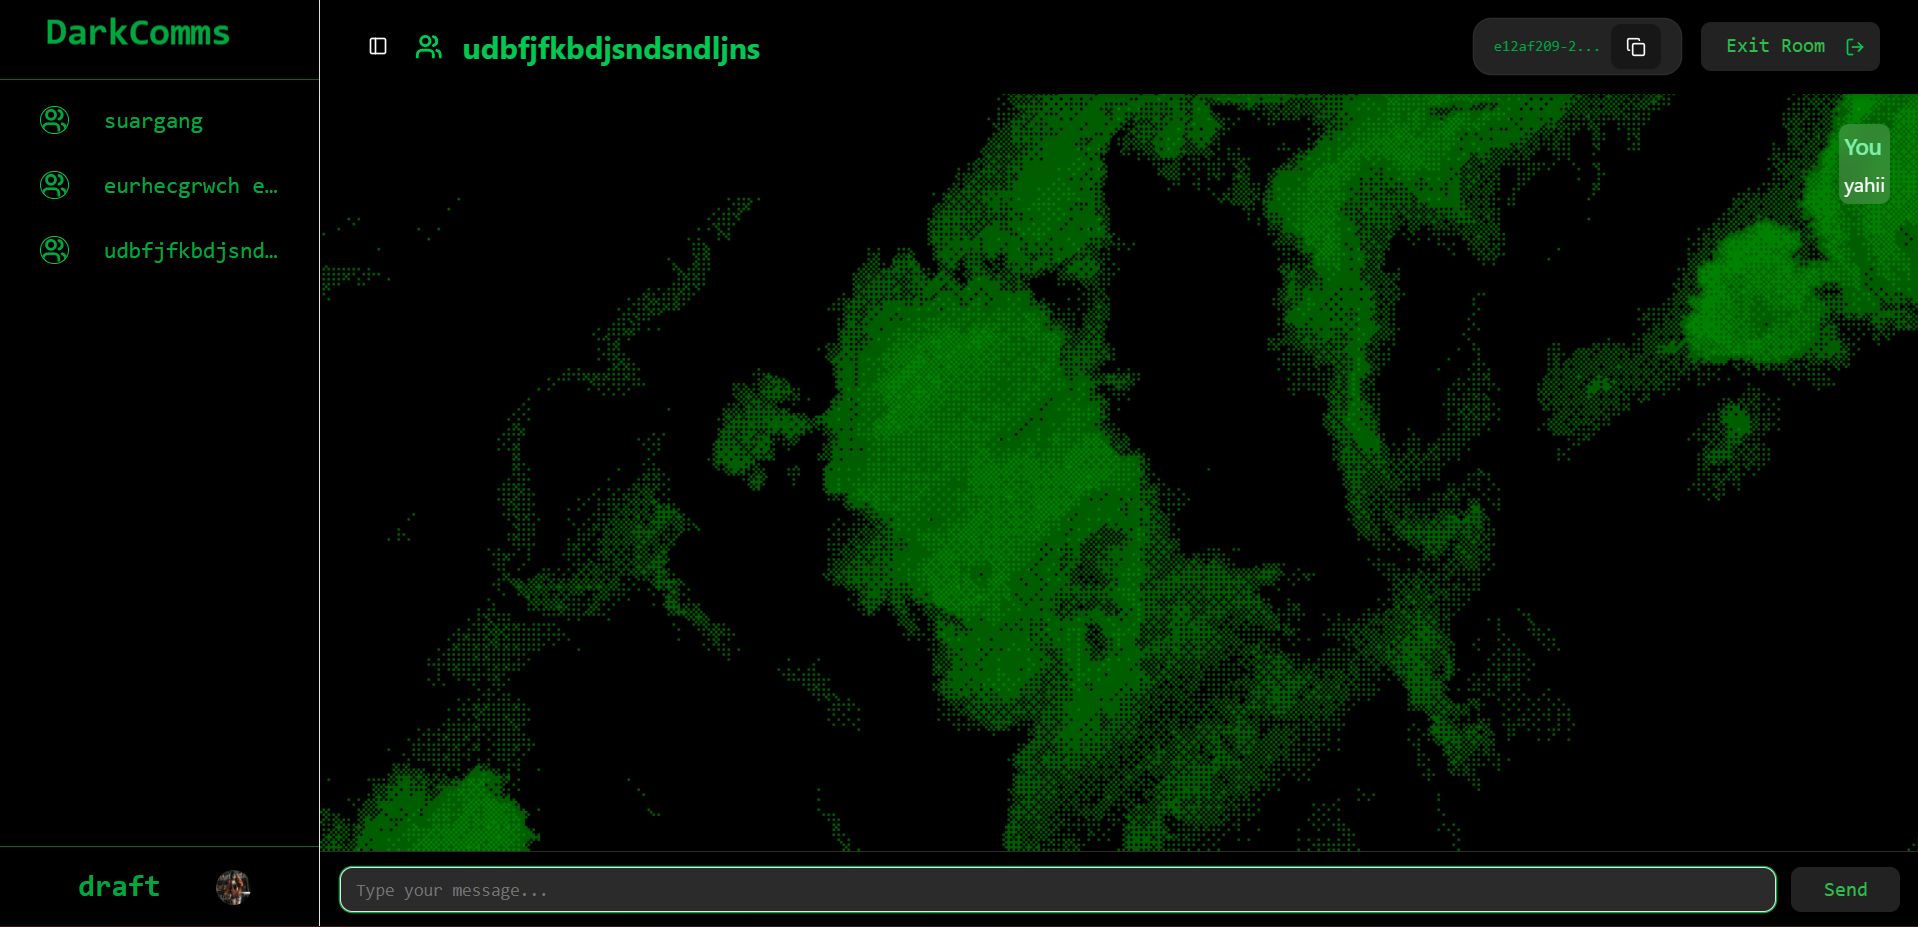 DarkComms
suargang
eurhecgrwch e...
udbfjfkbdjsnd...
draft
udbfjfkbdjsndsndljns
e12af209-2...
Exit Room
You
yahii
Type your message...
Send